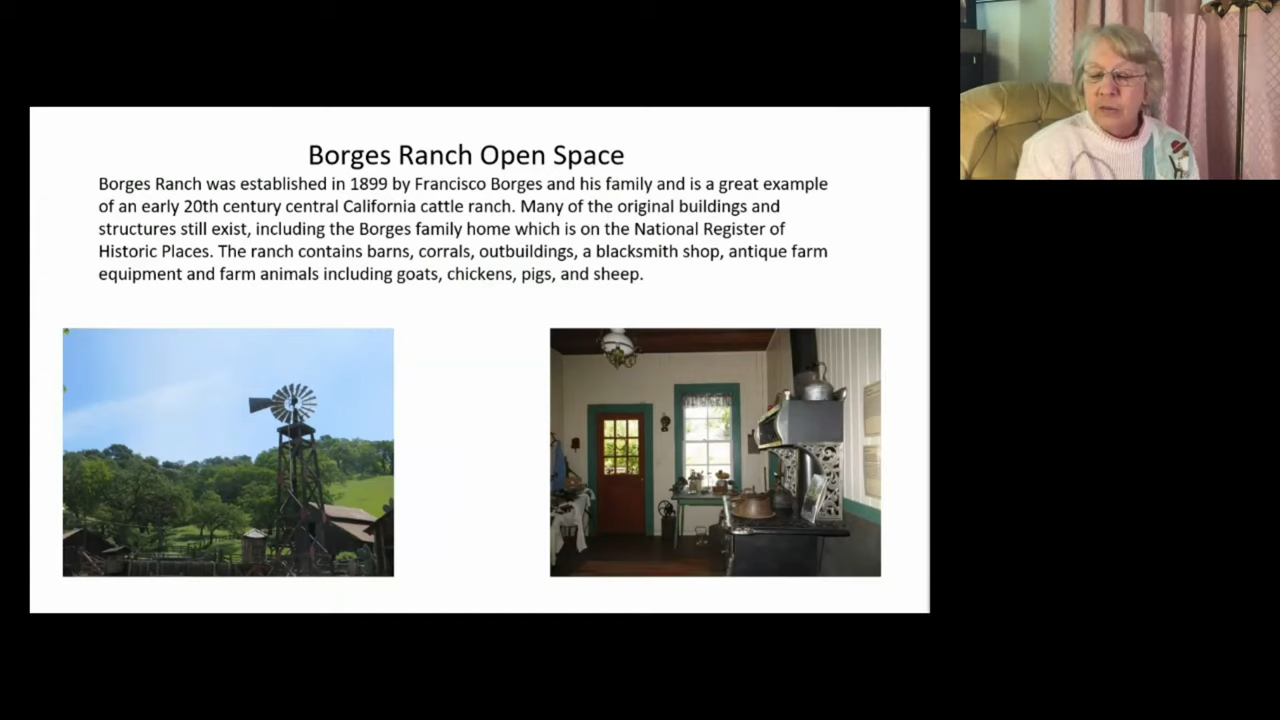 Borges Ranch Open Space
Borges Ranch was established in 1899 by Francisco Borges and his family and is a great example
of an early 20th century central California cattle ranch. Many of the original buildings and
structures still exist, including the Borges family home which is on the National Register of
Historic Places. The ranch contains barns, corrals, outbuildings, a blacksmith shop, antique farm
equipment and farm animals including goats, chickens, pigs, and sheep.